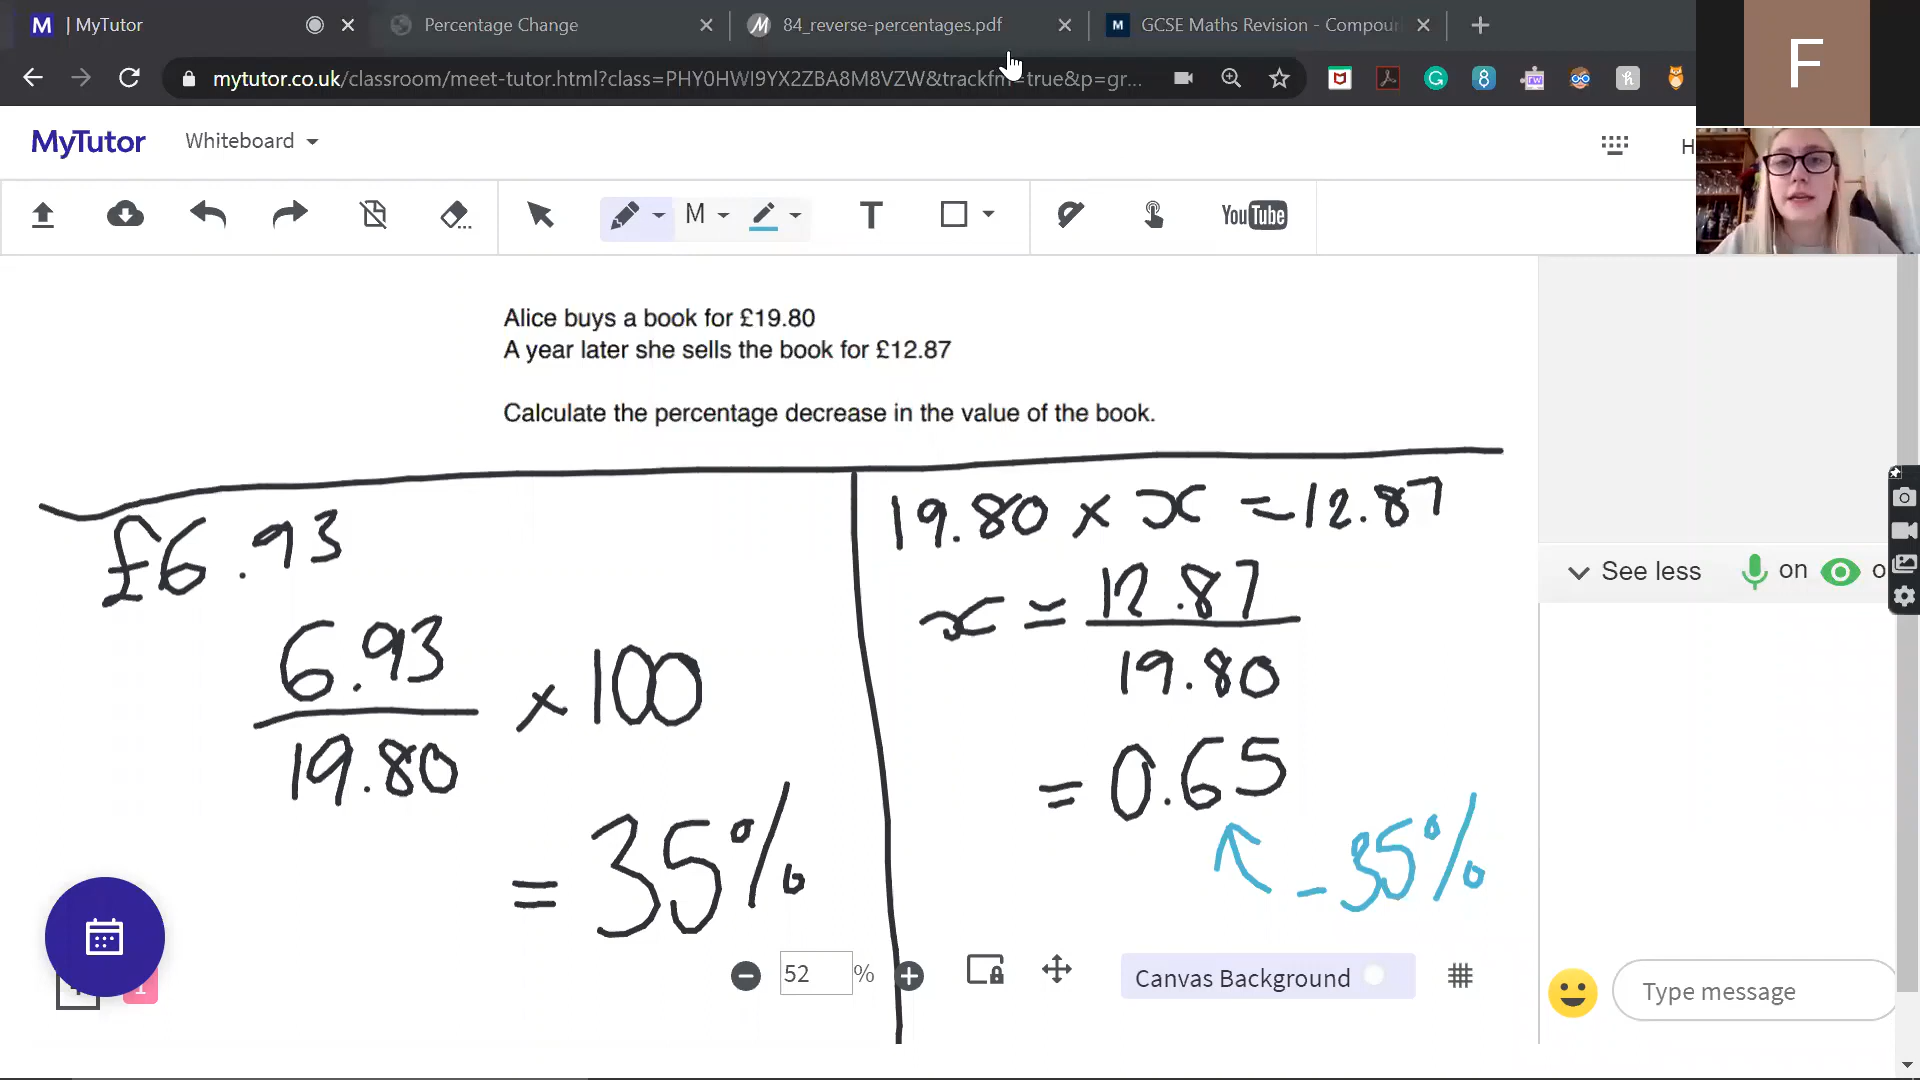 M | MyTutor
Percentage Change
84_reverse-percentages.pdf
M GCSE Maths Revision - Compou
mytutor.co.uk/classroom/meet-tutor.html?class=PHY0HWI9YX2ZBA8M8VZW&trackfm=true&p=gr...
F
MyTutor
Whiteboard
H
M
T
YouTube
Alice buys a book for £19.80
A year later she sells the book for £12.87
Calculate the percentage decrease in the value of the book.
£6.93
6.93
19.80
× 100
= 35%
19.80 × x = 12.87
x = 12.87
19.80
= 0.65
- 35%
See less
on
o
52 %
Canvas Background
1
Type message